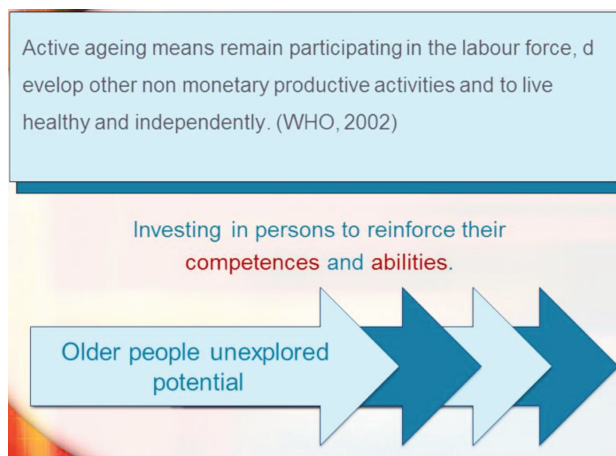 Active ageing means remain participating in the labour force, d
evelop other non monetary productive activities and to live
healthy and independently. (WHO, 2002)
Investing in persons to reinforce their
competences and abilities.
Older people unexplored
potential